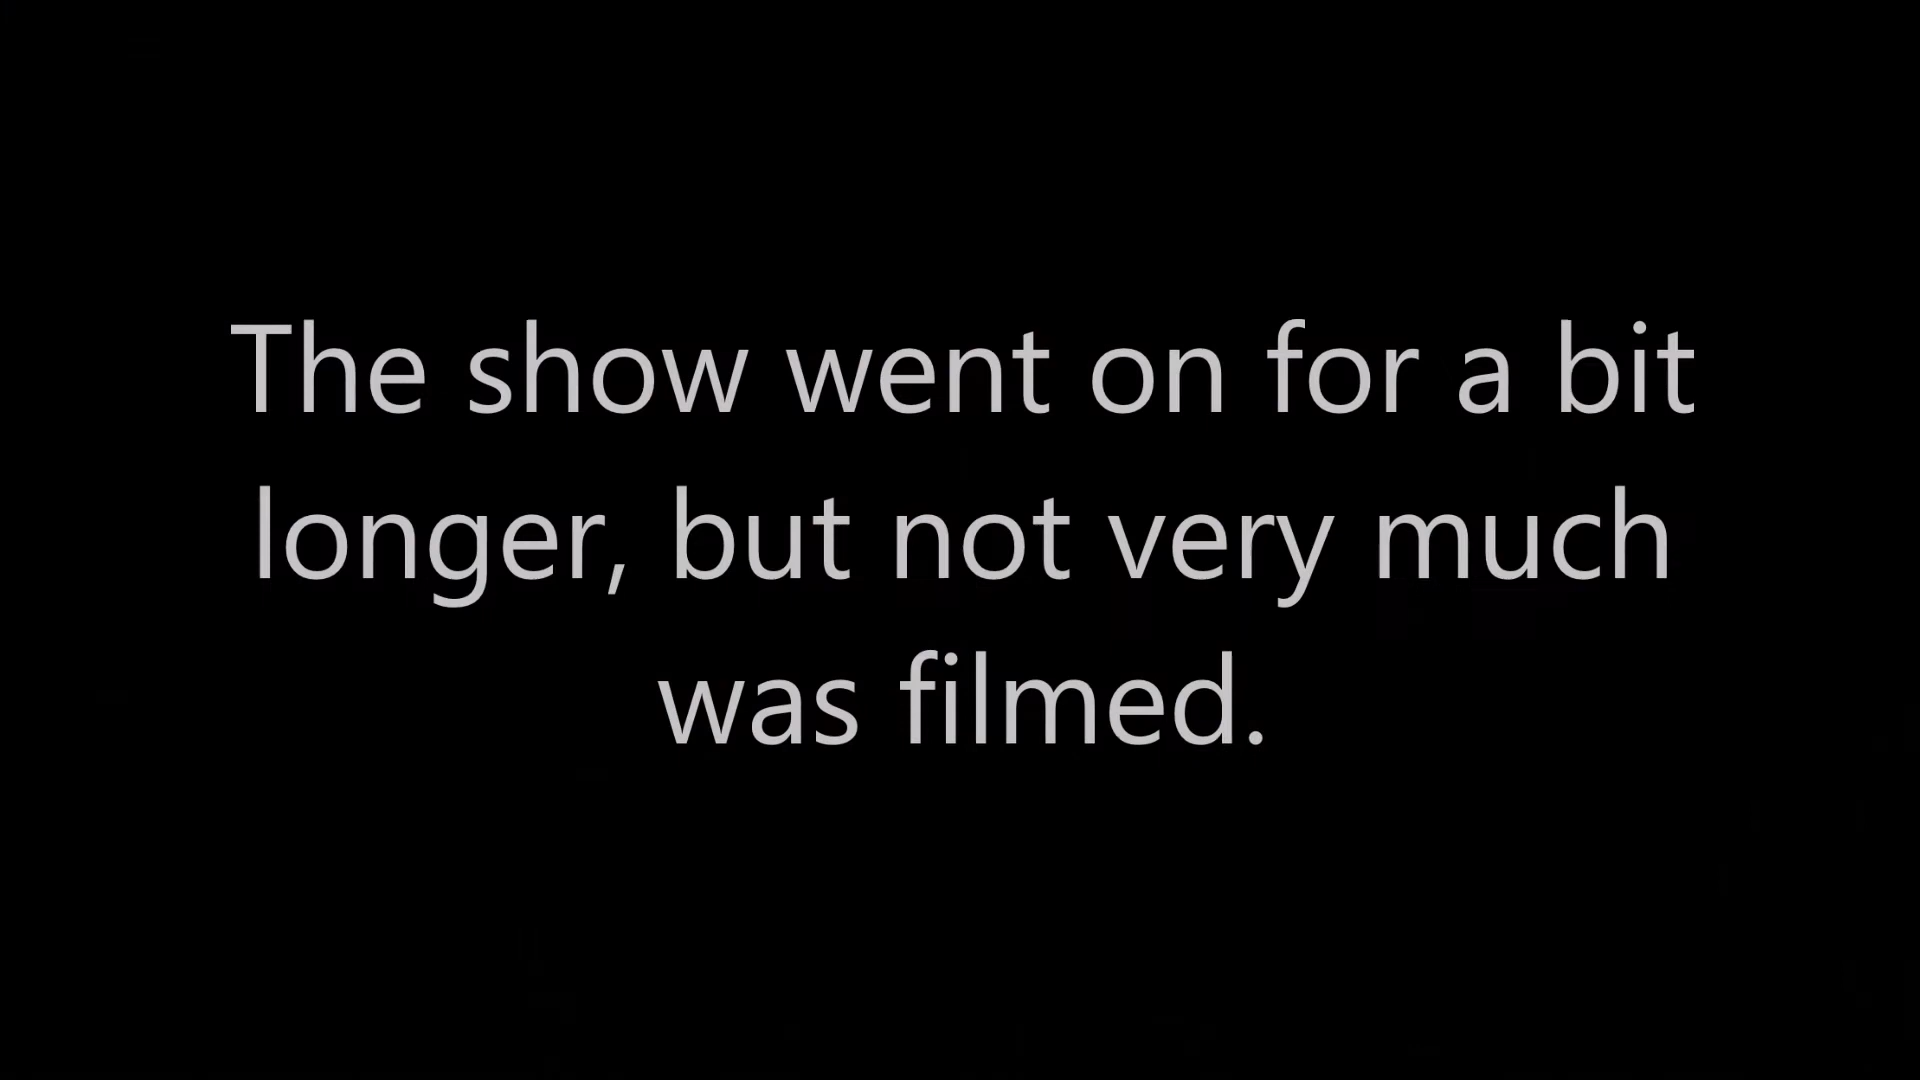 The show went on for a bit
longer, but not very much
was filmed.